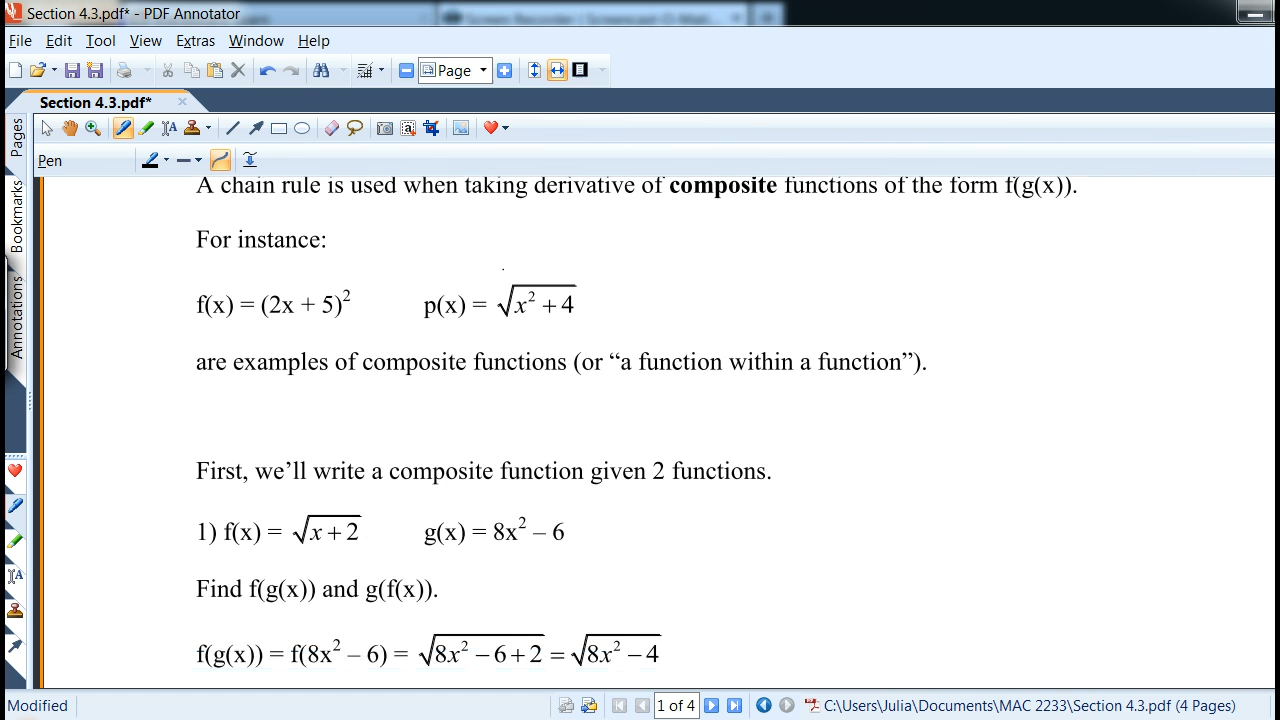 Section 4.3.pdf* - PDF Annotator
File Edit Tool View Extras Window Help
Page
Section 4.3.pdf*
Pen
Pages
Bookmarks
Annotations
A chain rule is used when taking derivative of composite functions of the form f(g(x)).
For instance:
f(x) = (2x + 5)² p(x) = √(x² + 4)
are examples of composite functions (or “a function within a function”).
First, we’ll write a composite function given 2 functions.
1) f(x) = √(x + 2) g(x) = 8x² – 6
Find f(g(x)) and g(f(x)).
f(g(x)) = f(8x² – 6) = √(8x² – 6 + 2) = √(8x² – 4)
Modified 1 of 4 C:\Users\Julia\Documents\MAC 2233\Section 4.3.pdf (4 Pages)